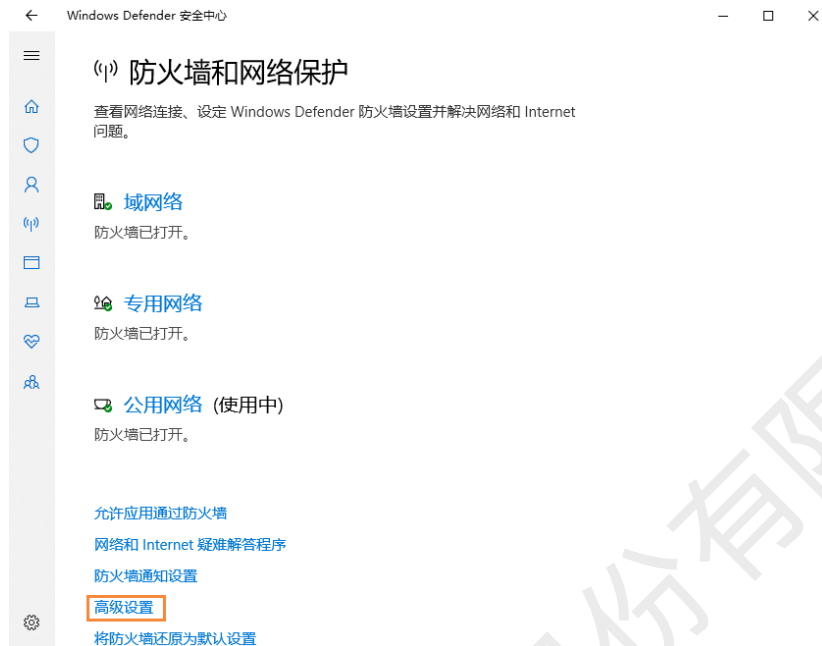 Windows Defender 安全中心
防火墙和网络保护
查看网络连接、设定 Windows Defender 防火墙设置并解决网络和 Internet
问题。
域网络
防火墙已打开。
专用网络
防火墙已打开。
公用网络 (使用中)
防火墙已打开。
允许应用通过防火墙
网络和 Internet 疑难解答程序
防火墙通知设置
高级设置
将防火墙还原为默认设置
份有限